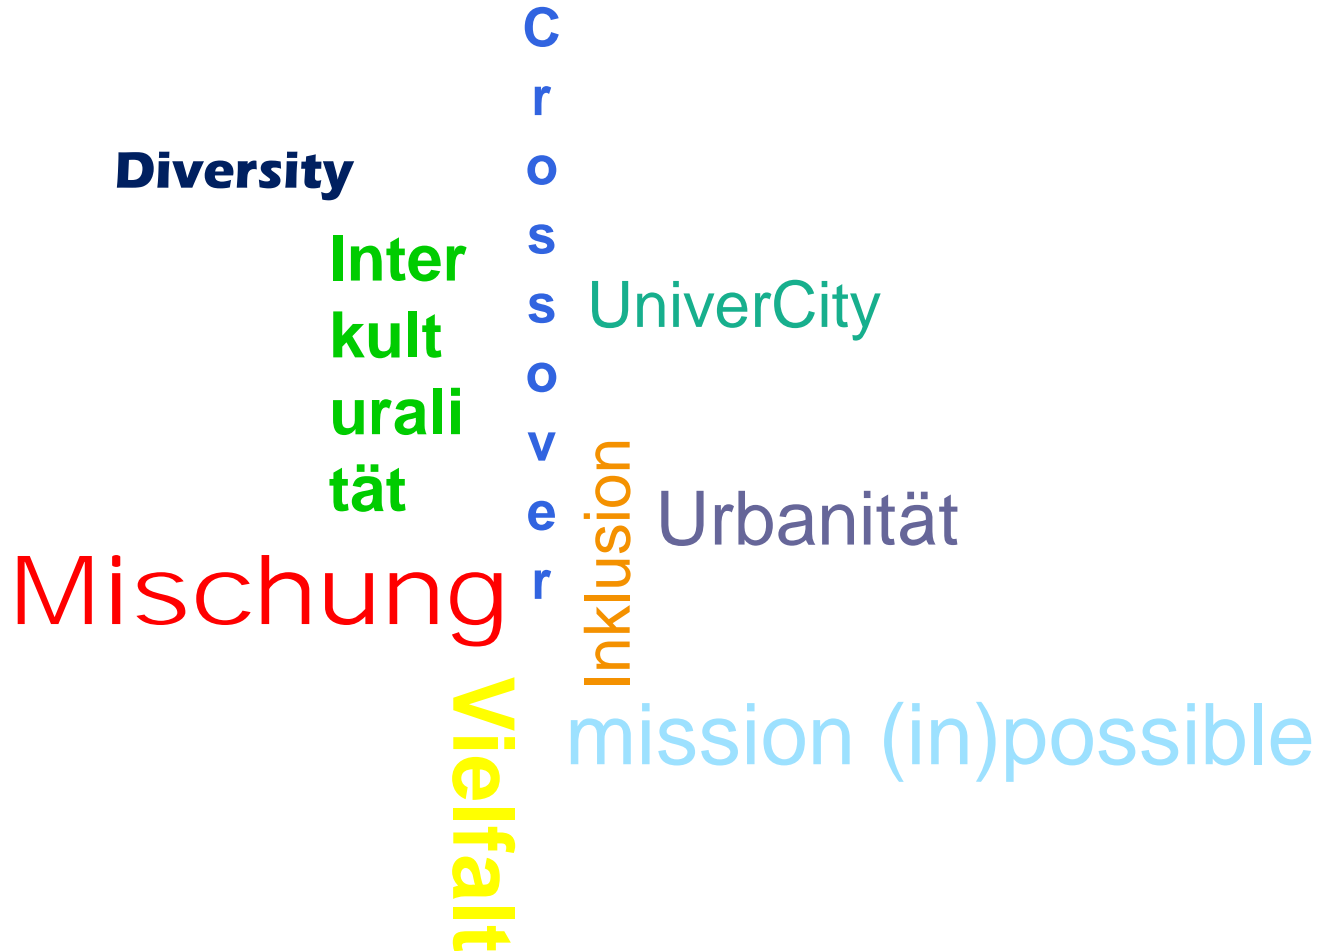 Crossover
Diversity
Inter
kult
urali
tät
UniverCity
Inklusion
Urbanität
Mischung
Vielfalt
mission (in)possible